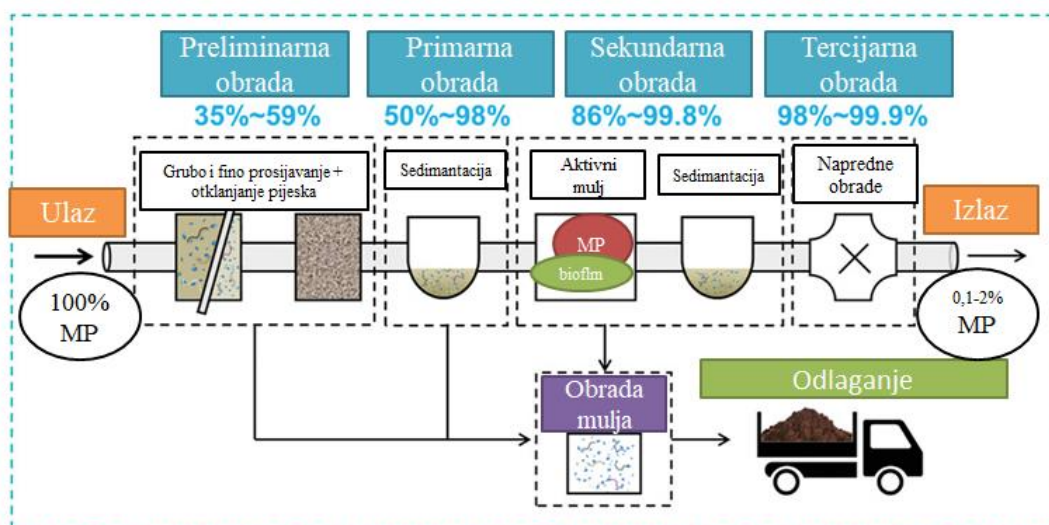 Preliminarna
obrada
Primarna
obrada
Sekundarna
obrada
Tercijarna
obrada
35%~59%
50%~98%
86%~99.8%
98%~99.9%
Grubo i fino prosijavanje +
otklanjanje pijeska
Sedimantacija
Aktivni
mulj
Sedimantacija
Napredne
obrade
Ulaz
Izlaz
MP
bioflm
100%
MP
0,1-2%
MP
Obrada
mulja
Odlaganje